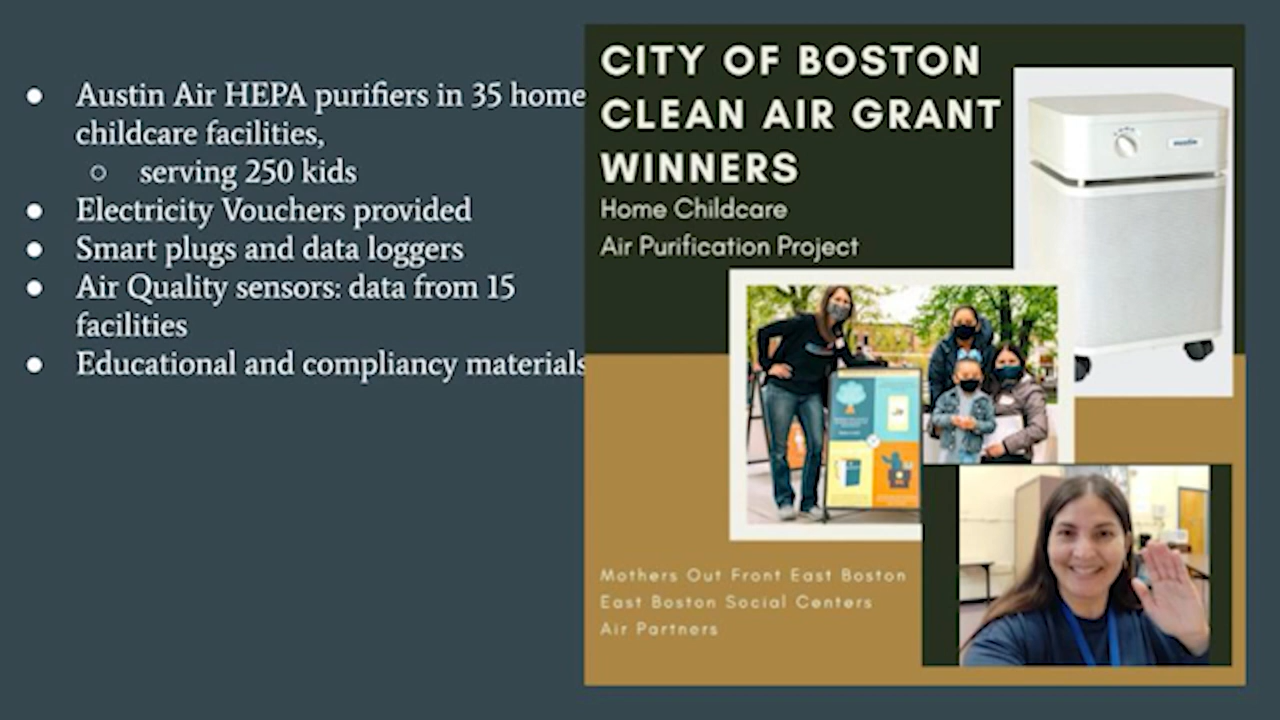 Austin Air HEPA purifiers in 35 home
childcare facilities,
serving 250 kids
Electricity Vouchers provided
Smart plugs and data loggers
Air Quality sensors: data from 15
facilities
Educational and compliancy materials
CITY OF BOSTON
CLEAN AIR GRANT
WINNERS
Home Childcare
Air Purification Project
Mothers Out Front East Boston
East Boston Social Centers
Air Partners